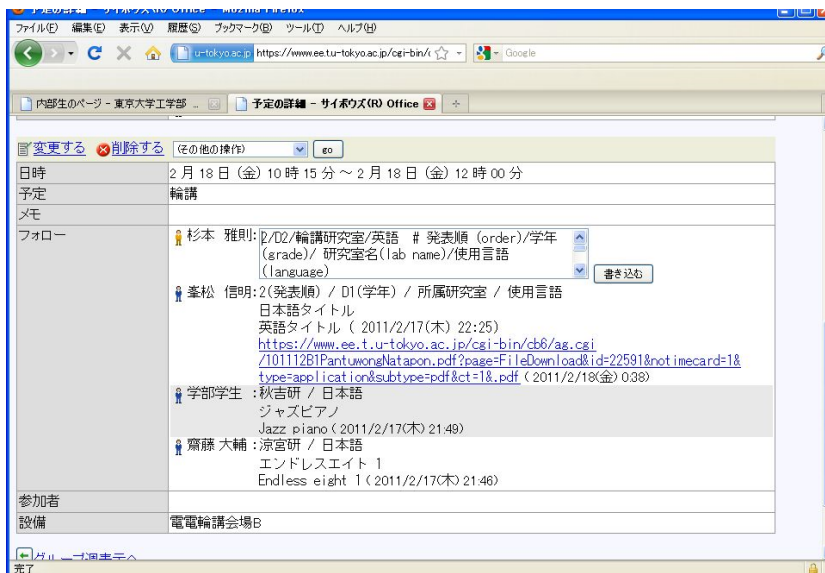 ファイル(F) 編集(E) 表示(V) 履歴(S) ブックマーク(B) ツール(T) ヘルプ(H)
u-tokyo.ac.jp https://www.ee.t.u-tokyo.ac.jp/cgi-bin/ Google
内部生のページ - 東京大学工学部 ... 予定の詳細 - サイボウズ(R) Office
変更する 削除する (その他の操作) go
日時 2月18日(金)10時15分~2月18日(金)12時00分
予定 輪講
メモ
フォロー 杉本 雅則:2/D2/輪講研究室/英語 # 発表順 (order)/学年
(grade)/ 研究室名(lab name)/使用言語
(language) 書き込む
峯松 信明:2(発表順) / D1(学年) / 所属研究室 / 使用言語
日本語タイトル
英語タイトル ( 2011/2/17(木) 22:25)
https://www.ee.t.u-tokyo.ac.jp/cgi-bin/cb6/ag.cgi
/101112B1PantuwongNatapon.pdf?page=FileDownload&id=22591&notimecard=1&
type=application&subtype=pdf&ct=1&.pdf ( 2011/2/18(金) 0:38)
学部学生 :秋吉研 / 日本語
ジャズピアノ
Jazz piano ( 2011/2/17(木) 21:49)
齋藤 大輔:涼宮研 / 日本語
エンドレスエイト 1
Endless eight 1 ( 2011/2/17(木) 21:46)
参加者
設備 電電輪講会場B
完了